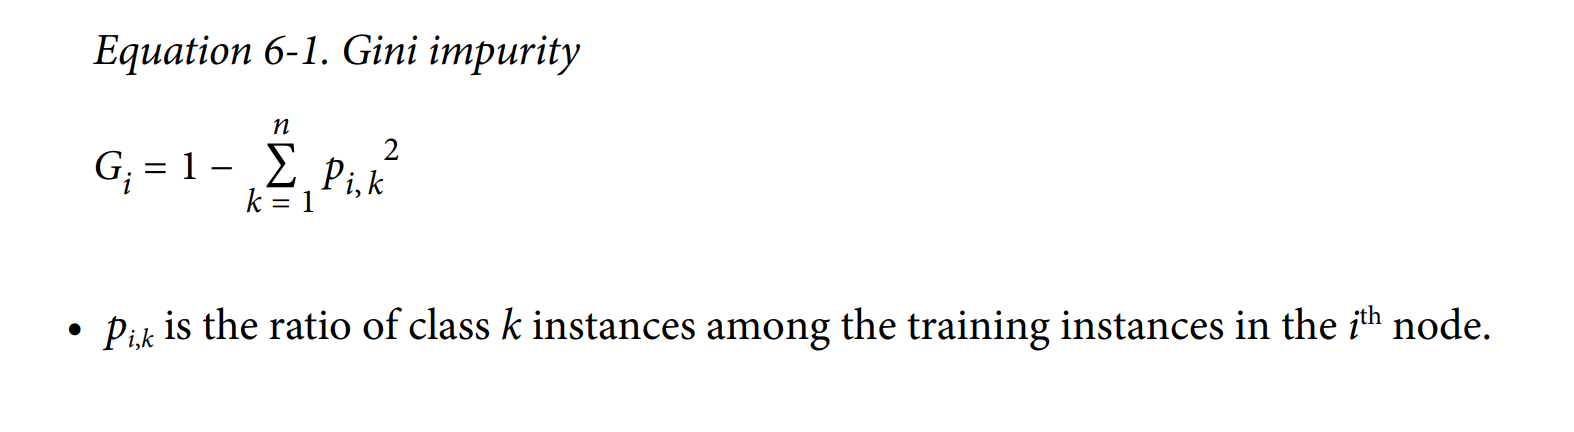 Equation 6-1. Gini impurity
G_i = 1 − ∑_{k = 1}^{n} p_{i, k}^2
• p_{i,k} is the ratio of class k instances among the training instances in the i^th node.